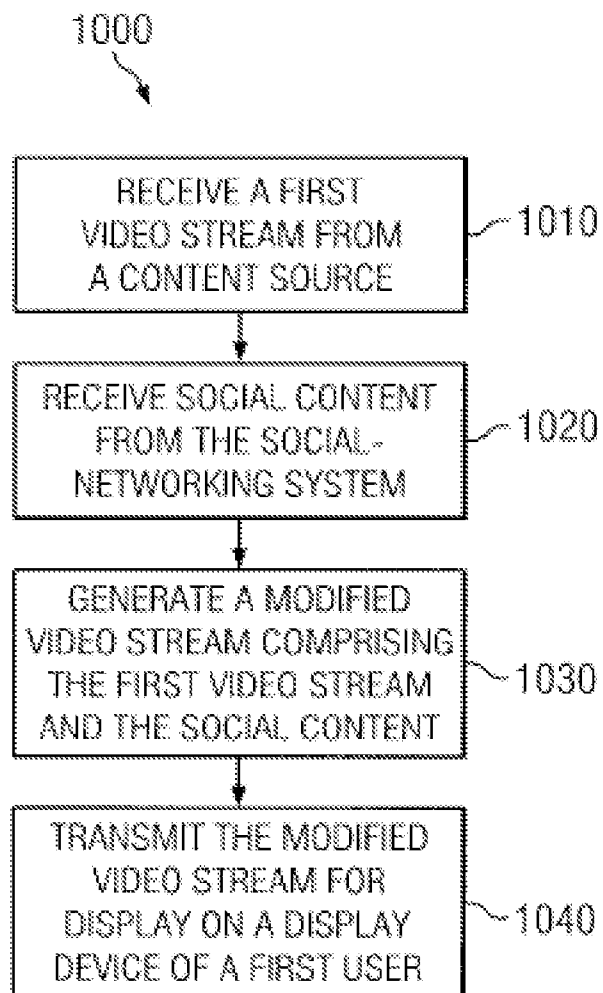 1000
RECEIVE A FIRST
VIDEO STREAM FROM
A CONTENT SOURCE
1010
RECEIVE SOCIAL CONTENT
FROM THE SOCIAL-
NETWORKING SYSTEM
1020
GENERATE A MODIFIED
VIDEO STREAM COMPRISING
THE FIRST VIDEO STREAM
AND THE SOCIAL CONTENT
1030
TRANSMIT THE MODIFIED
VIDEO STREAM FOR
DISPLAY ON A DISPLAY
DEVICE OF A FIRST USER
1040